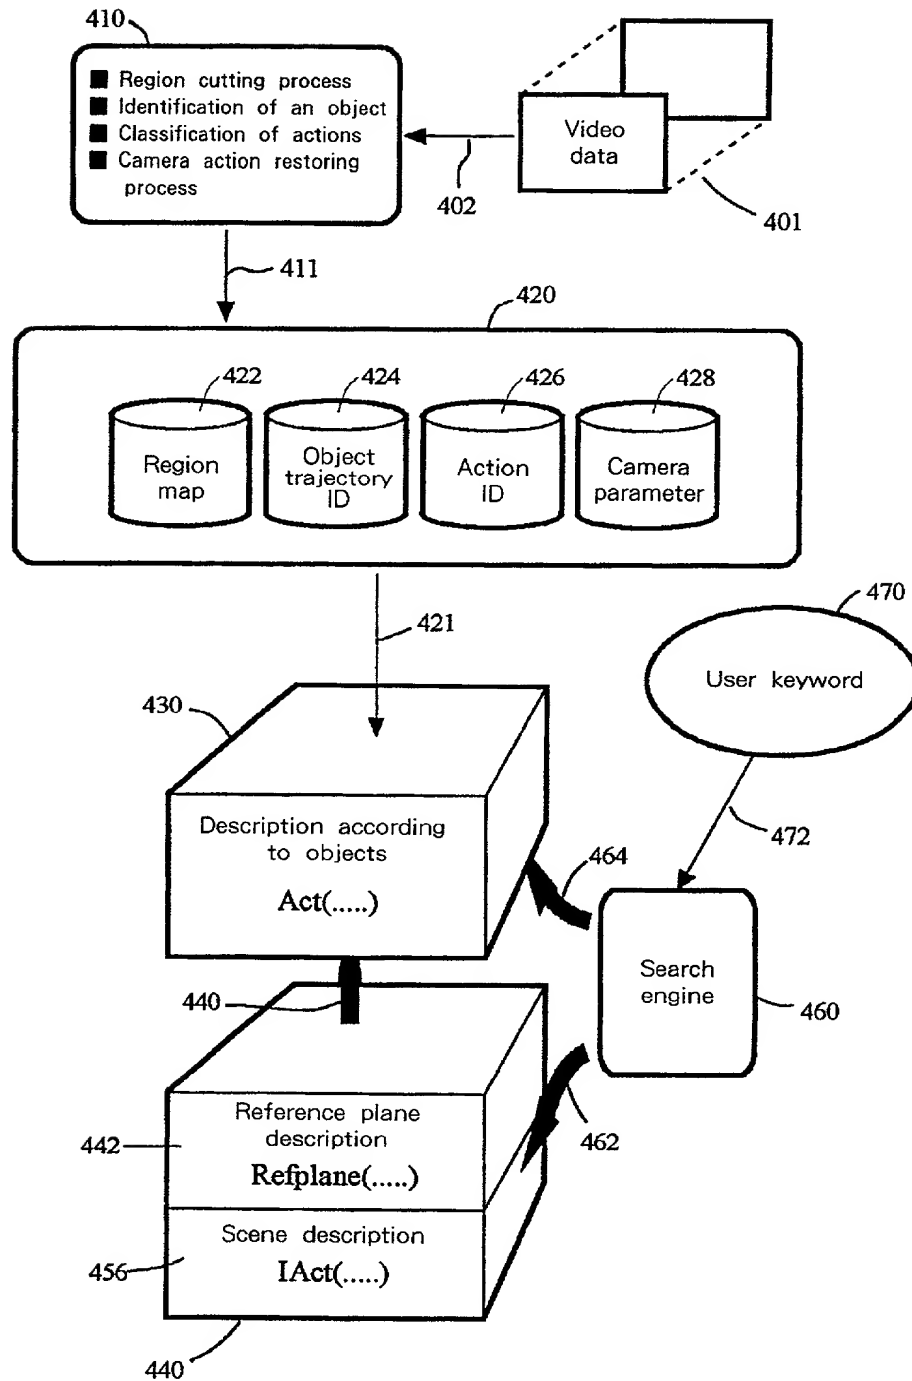 410
Region cutting process
Identification of an object
Classification of actions
Camera action restoring
process
Video
data
402
401
411
420
422
424
426
428
Region
map
Object
trajectory
ID
Action
ID
Camera
parameter
421
470
User keyword
430
472
Description according
to objects
Act(.....)
464
Search
engine
460
440
462
Reference plane
description
442
Refplane(.....)
Scene description
456
IAct(.....)
440